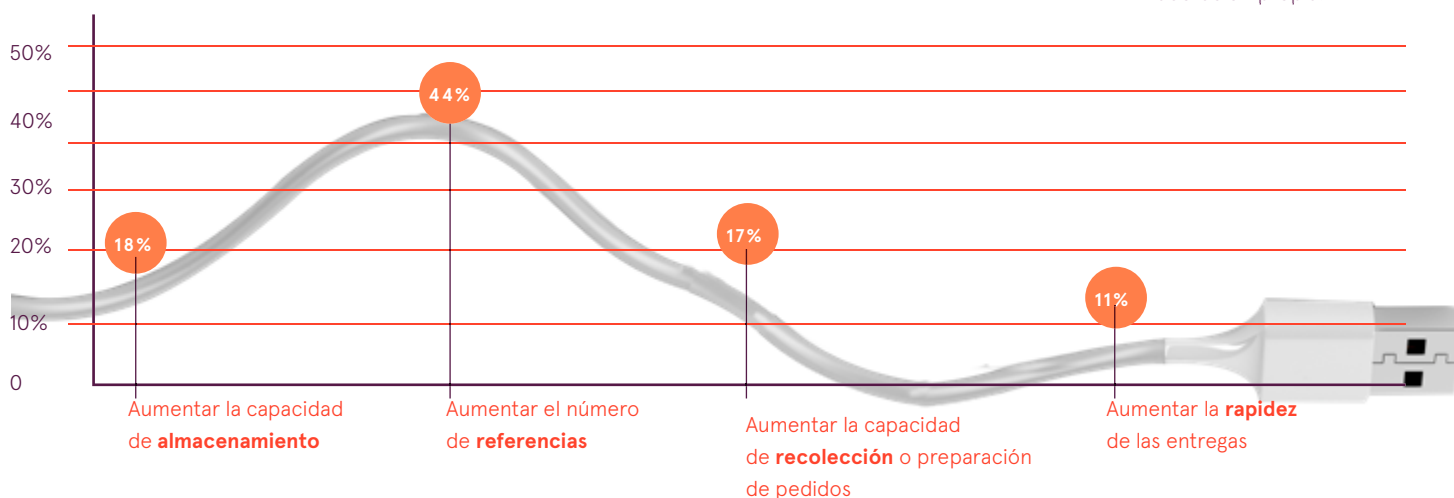 50%
40%
30%
20%
10%
0
44%
18%
17%
11%
Aumentar la capacidad
de almacenamiento
Aumentar el número
de referencias
Aumentar la capacidad
de recolección o preparación
de pedidos
Aumentar la rapidez
de las entregas